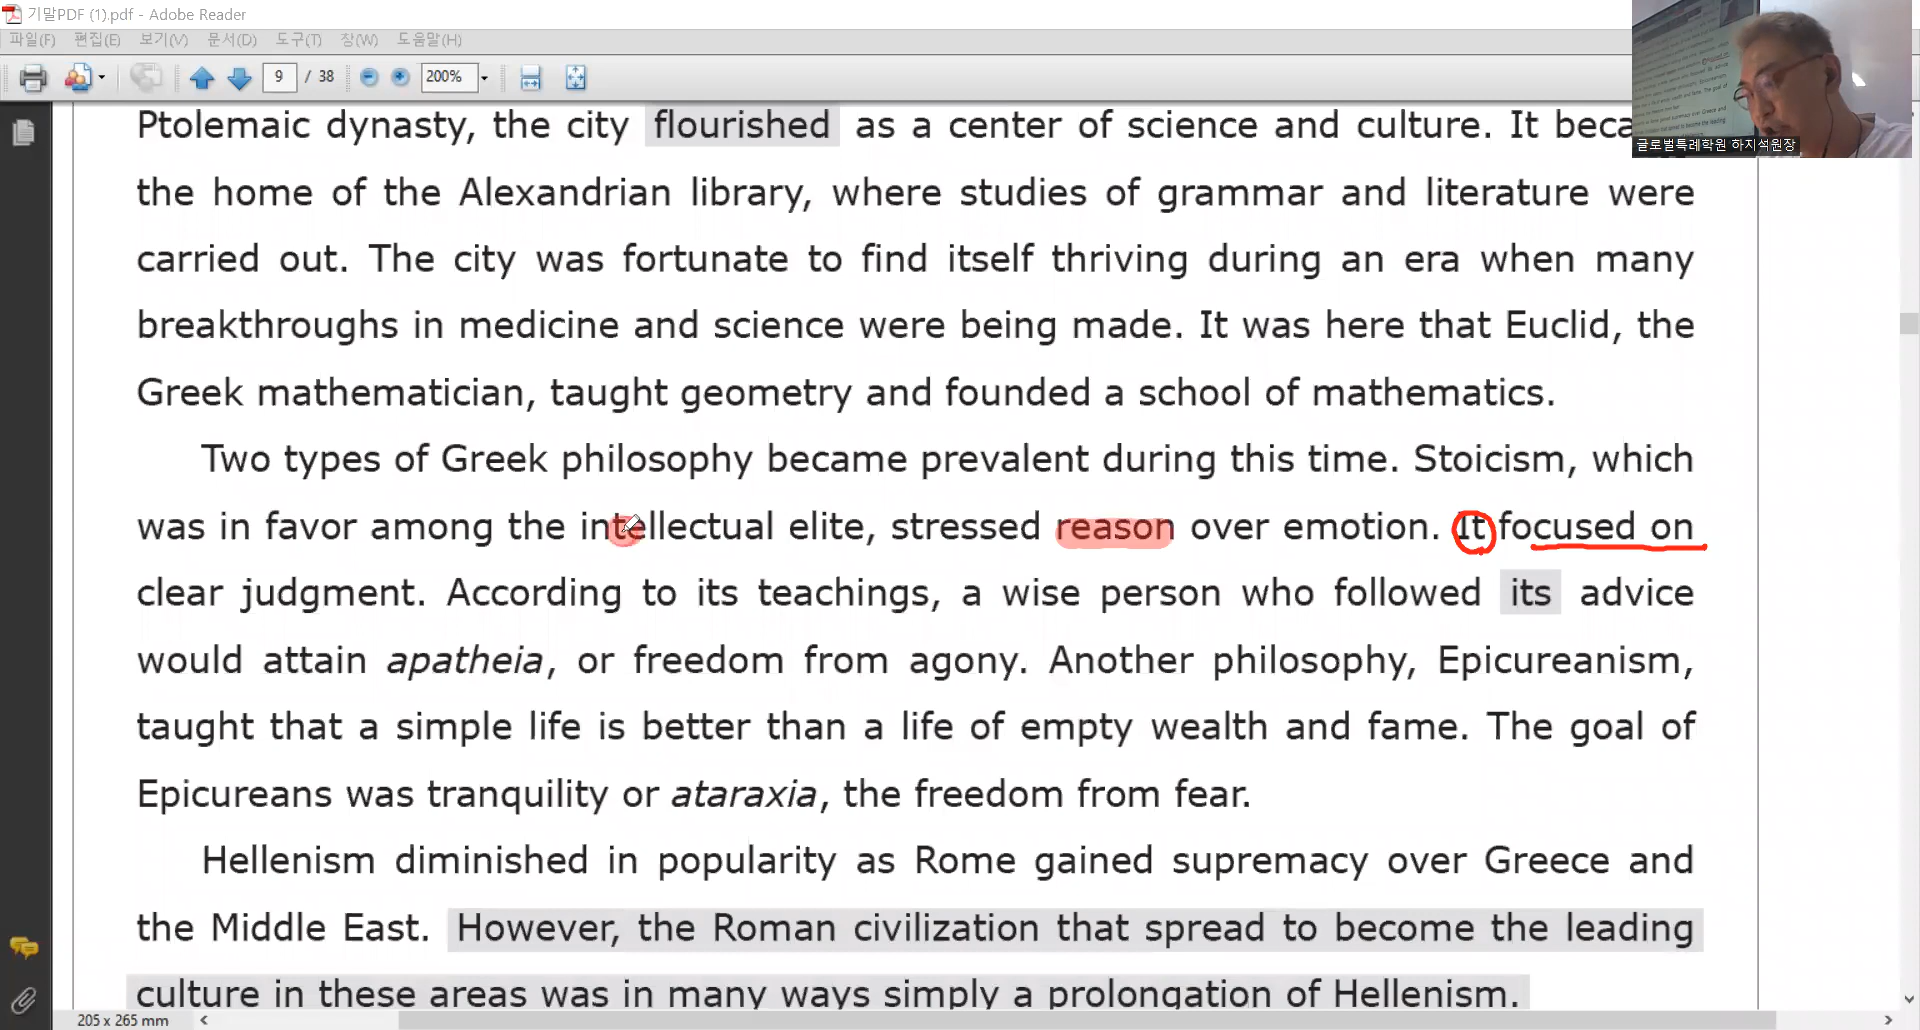 기말PDF (1).pdf - Adobe Reader
파일(F) 편집(E) 보기(V) 문서(D) 도구(T) 창(W) 도움말(H)
9 / 38 200%
글로벌특례학원 하지석원장
Ptolemaic dynasty, the city flourished as a center of science and culture. It beca
the home of the Alexandrian library, where studies of grammar and literature were
carried out. The city was fortunate to find itself thriving during an era when many
breakthroughs in medicine and science were being made. It was here that Euclid, the
Greek mathematician, taught geometry and founded a school of mathematics.
Two types of Greek philosophy became prevalent during this time. Stoicism, which
was in favor among the intellectual elite, stressed reason over emotion. It focused on
clear judgment. According to its teachings, a wise person who followed its advice
would attain apatheia, or freedom from agony. Another philosophy, Epicureanism,
taught that a simple life is better than a life of empty wealth and fame. The goal of
Epicureans was tranquility or ataraxia, the freedom from fear.
Hellenism diminished in popularity as Rome gained supremacy over Greece and
the Middle East. However, the Roman civilization that spread to become the leading
culture in these areas was in many ways simply a prolongation of Hellenism.
205 x 265 mm